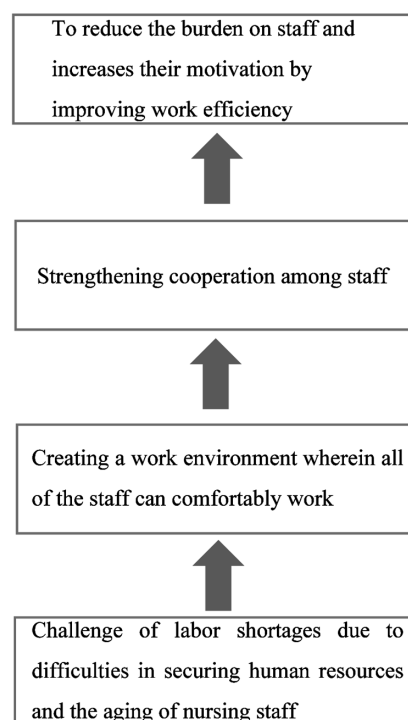 To reduce the burden on staff and
increases their motivation by
improving work efficiency
Strengthening cooperation among staff
Creating a work environment wherein all
of the staff can comfortably work
Challenge of labor shortages due to
difficulties in securing human resources
and the aging of nursing staff